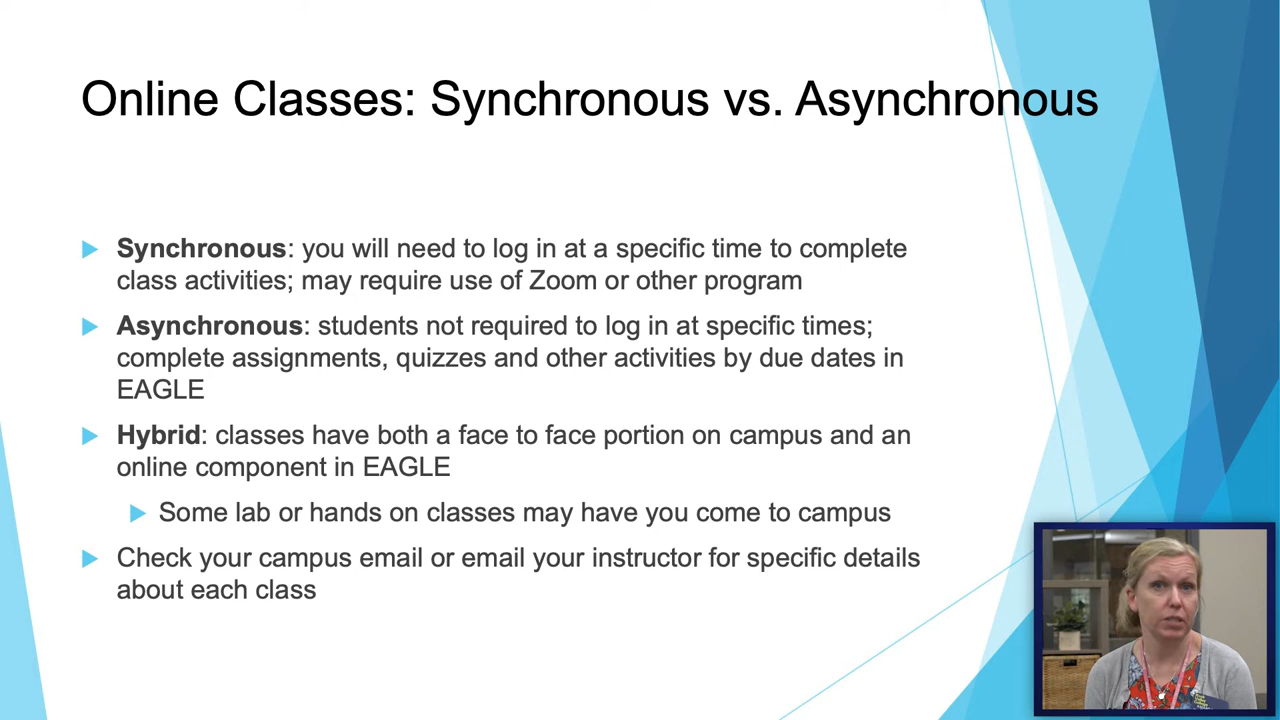 Online Classes: Synchronous vs. Asynchronous
Synchronous: you will need to log in at a specific time to complete
class activities; may require use of Zoom or other program
Asynchronous: students not required to log in at specific times;
complete assignments, quizzes and other activities by due dates in
EAGLE
Hybrid: classes have both a face to face portion on campus and an
online component in EAGLE
Some lab or hands on classes may have you come to campus
Check your campus email or email your instructor for specific details
about each class